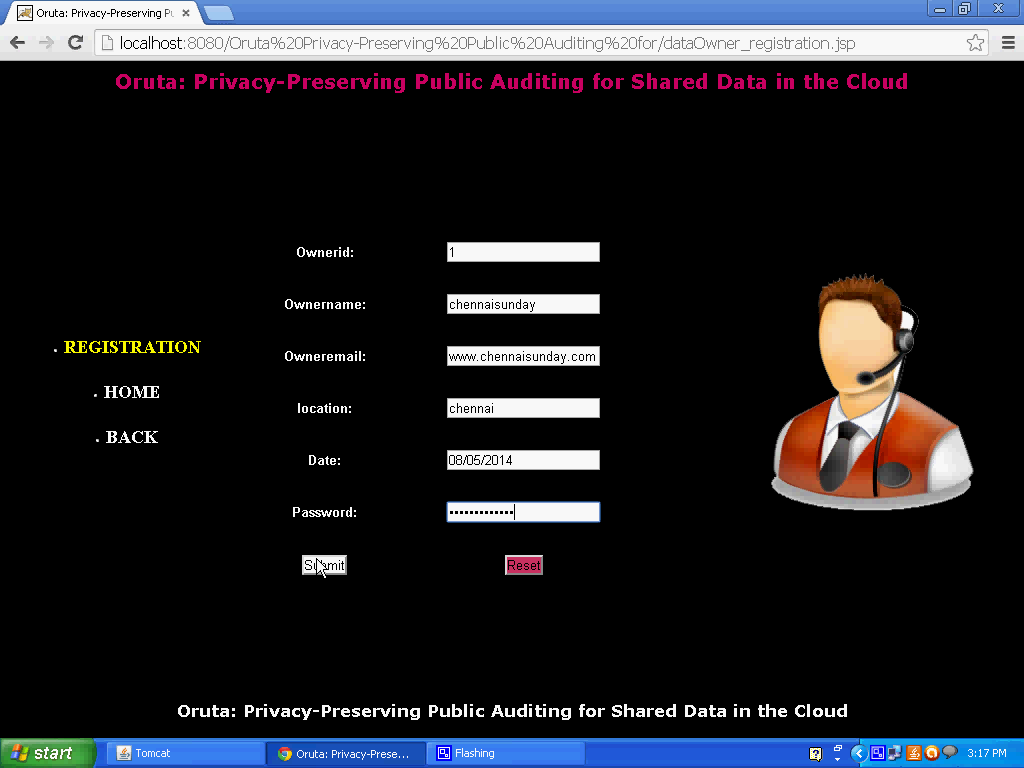 Oruta: Privacy-Preserving Pu
localhost:8080/Oruta%20Privacy-Preserving%20Public%20Auditing%20for/dataOwner_registration.jsp
Oruta: Privacy-Preserving Public Auditing for Shared Data in the Cloud
Ownerid: 1
Ownername: chennaisunday
REGISTRATION
Owneremail: www.chennaisunday.com
HOME
location: chennai
BACK
Date: 08/05/2014
Password: •••••••••••••
Submit Reset
Oruta: Privacy-Preserving Public Auditing for Shared Data in the Cloud
start Tomcat Oruta: Privacy-Prese... Flashing 3:17 PM